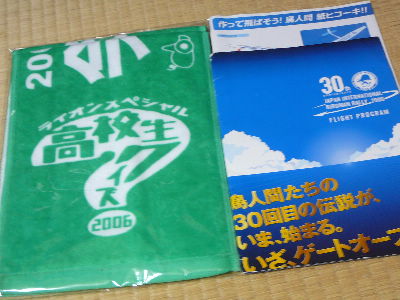 200
ライオンスペシャル
高校生
クイズ
2006
作って飛ばそう! 鳥人間 紙ヒコーキ!!
30th
JAPAN INTERNATIONAL
BIRDMAN RALLY 2006
FLIGHT PROGRAM
鳥人間たちの
30回目の伝説が、
いま、始まる。
いざ、ゲートオープ